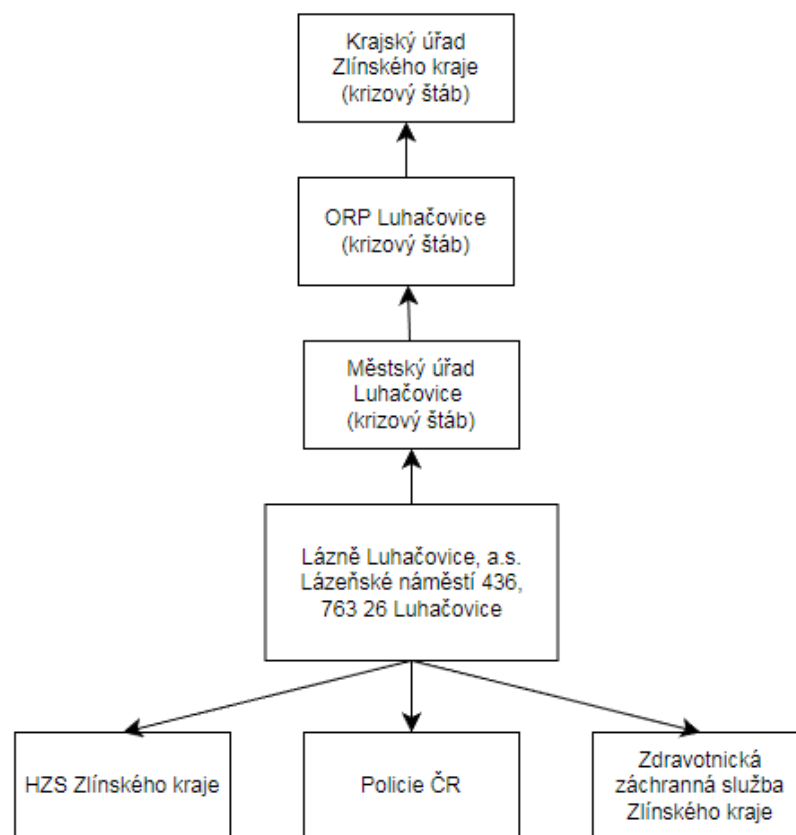 Krajský úřad
Zlínského kraje
(krizový štáb)
ORP Luhačovice
(krizový štáb)
Městský úřad
Luhačovice
(krizový štáb)
Lázně Luhačovice, a.s.
Lázeňské náměstí 436,
763 26 Luhačovice
HZS Zlínského kraje
Policie ČR
Zdravotnická
záchranná služba
Zlínského kraje